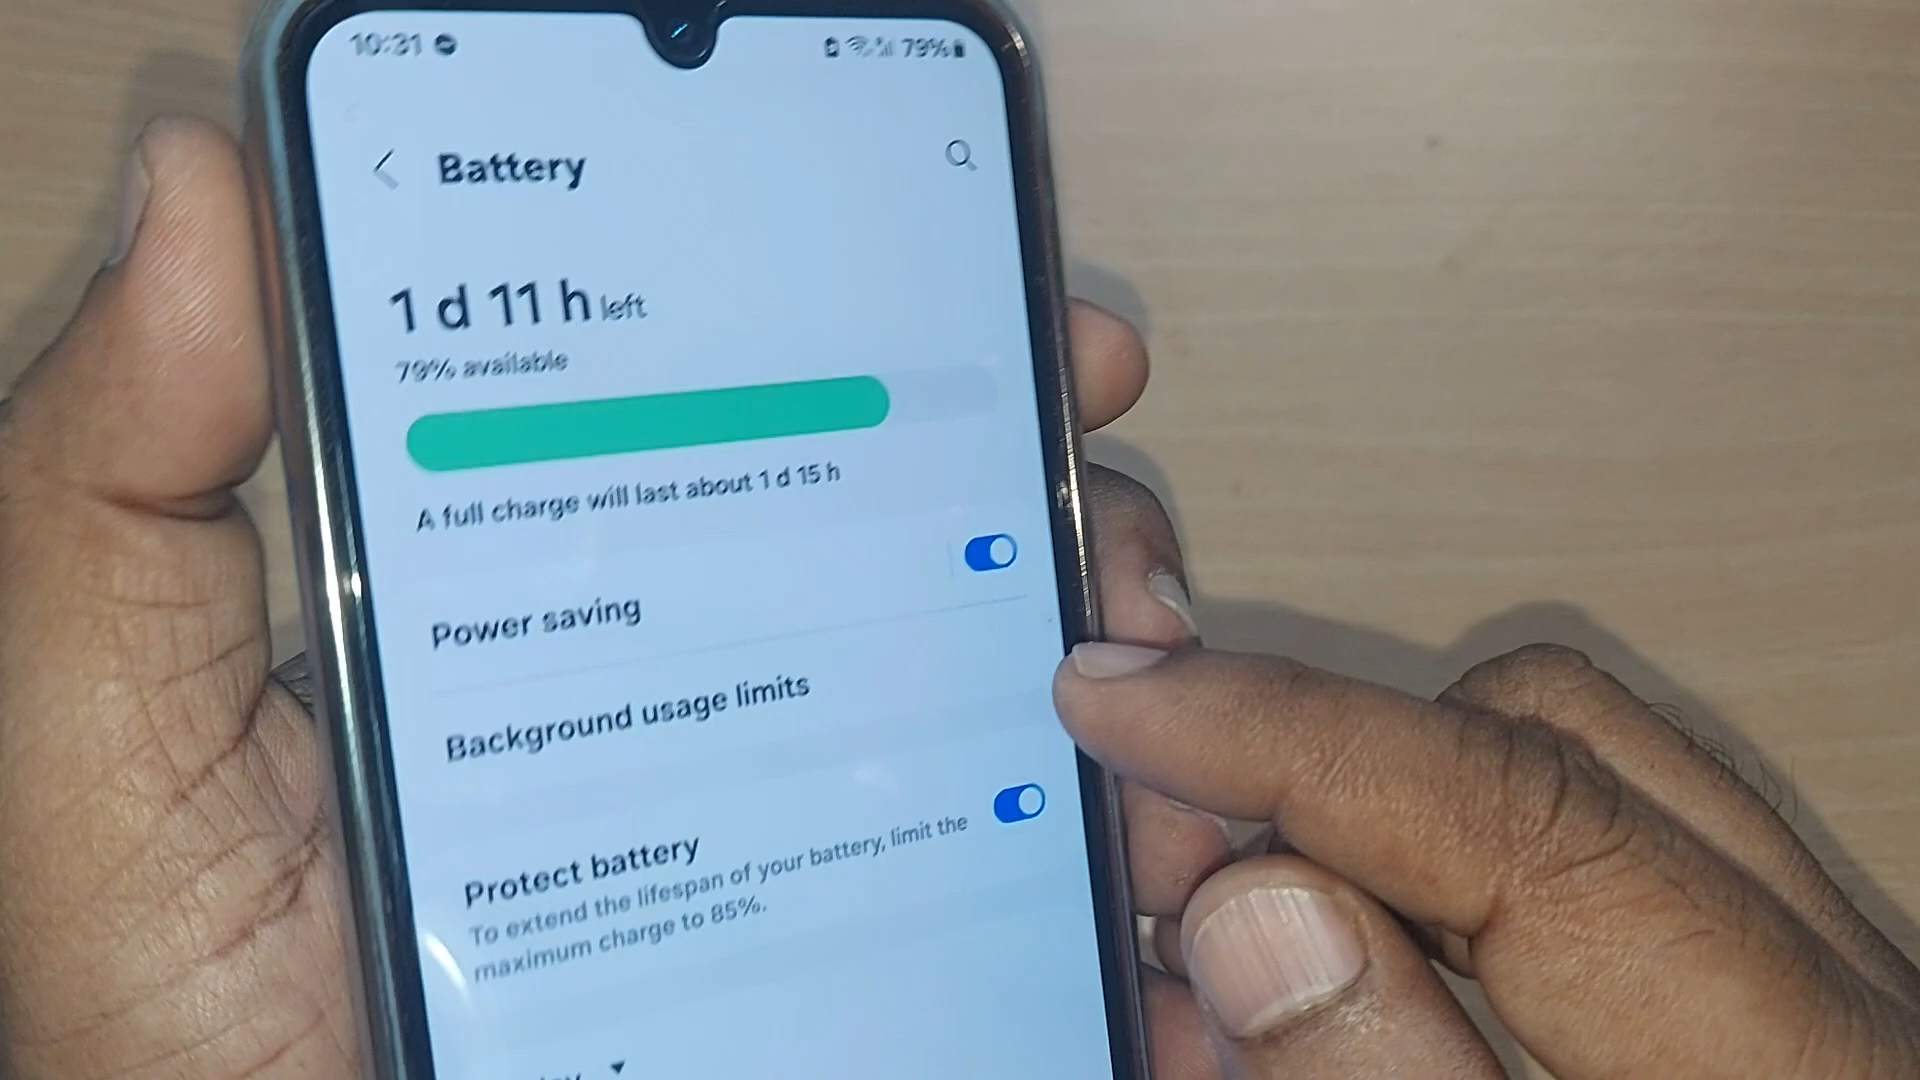 10:31
79%
Battery
1 d 11 h left
79% available
A full charge will last about 1 d 15 h
Power saving
Background usage limits
Protect battery
To extend the lifespan of your battery, limit the
maximum charge to 85%.